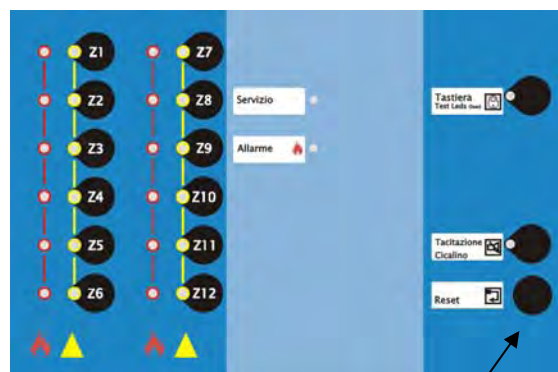 Z1
Z2
Z3
Z4
Z5
Z6
Z7
Z8
Z9
Z10
Z11
Z12
Servizio
Allarme
Tastiera
Test Leds
Tacitazione
Cicalino
Reset